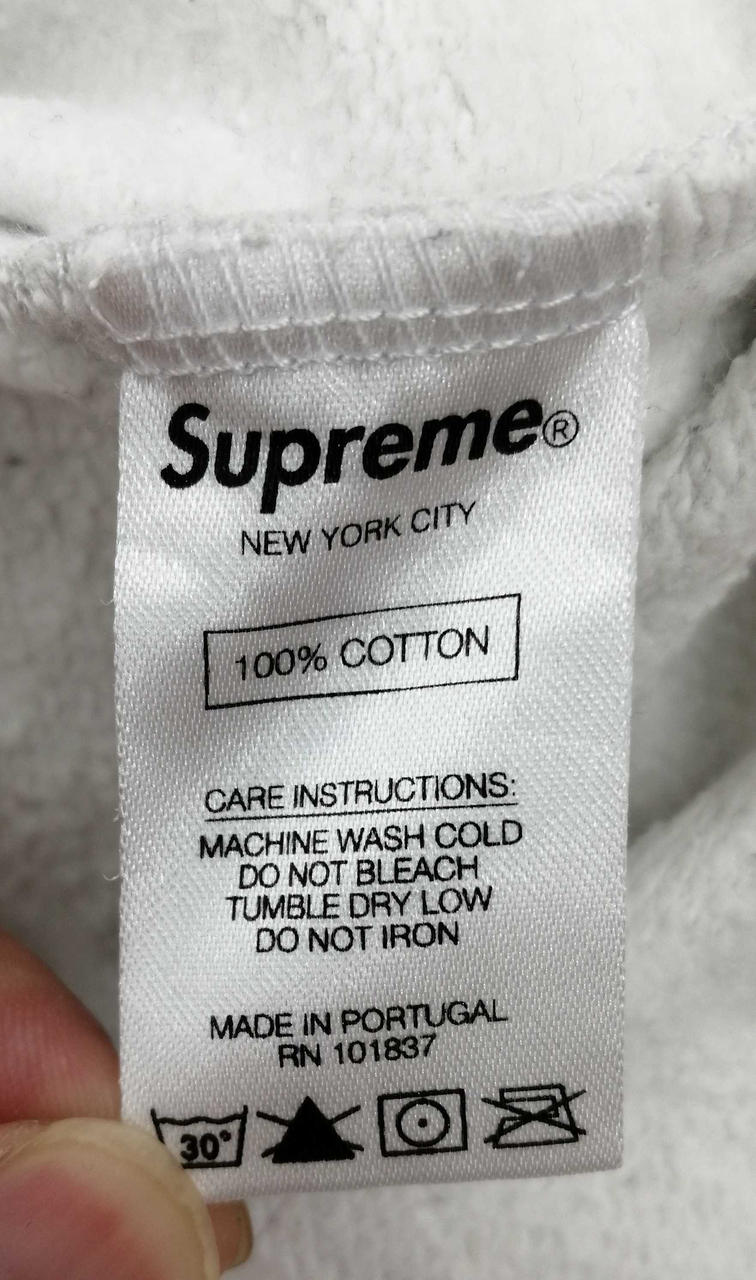 Supreme®
NEW YORK CITY
100% COTTON
CARE INSTRUCTIONS:
MACHINE WASH COLD
DO NOT BLEACH
TUMBLE DRY LOW
DO NOT IRON
MADE IN PORTUGAL
RN 101837
30°